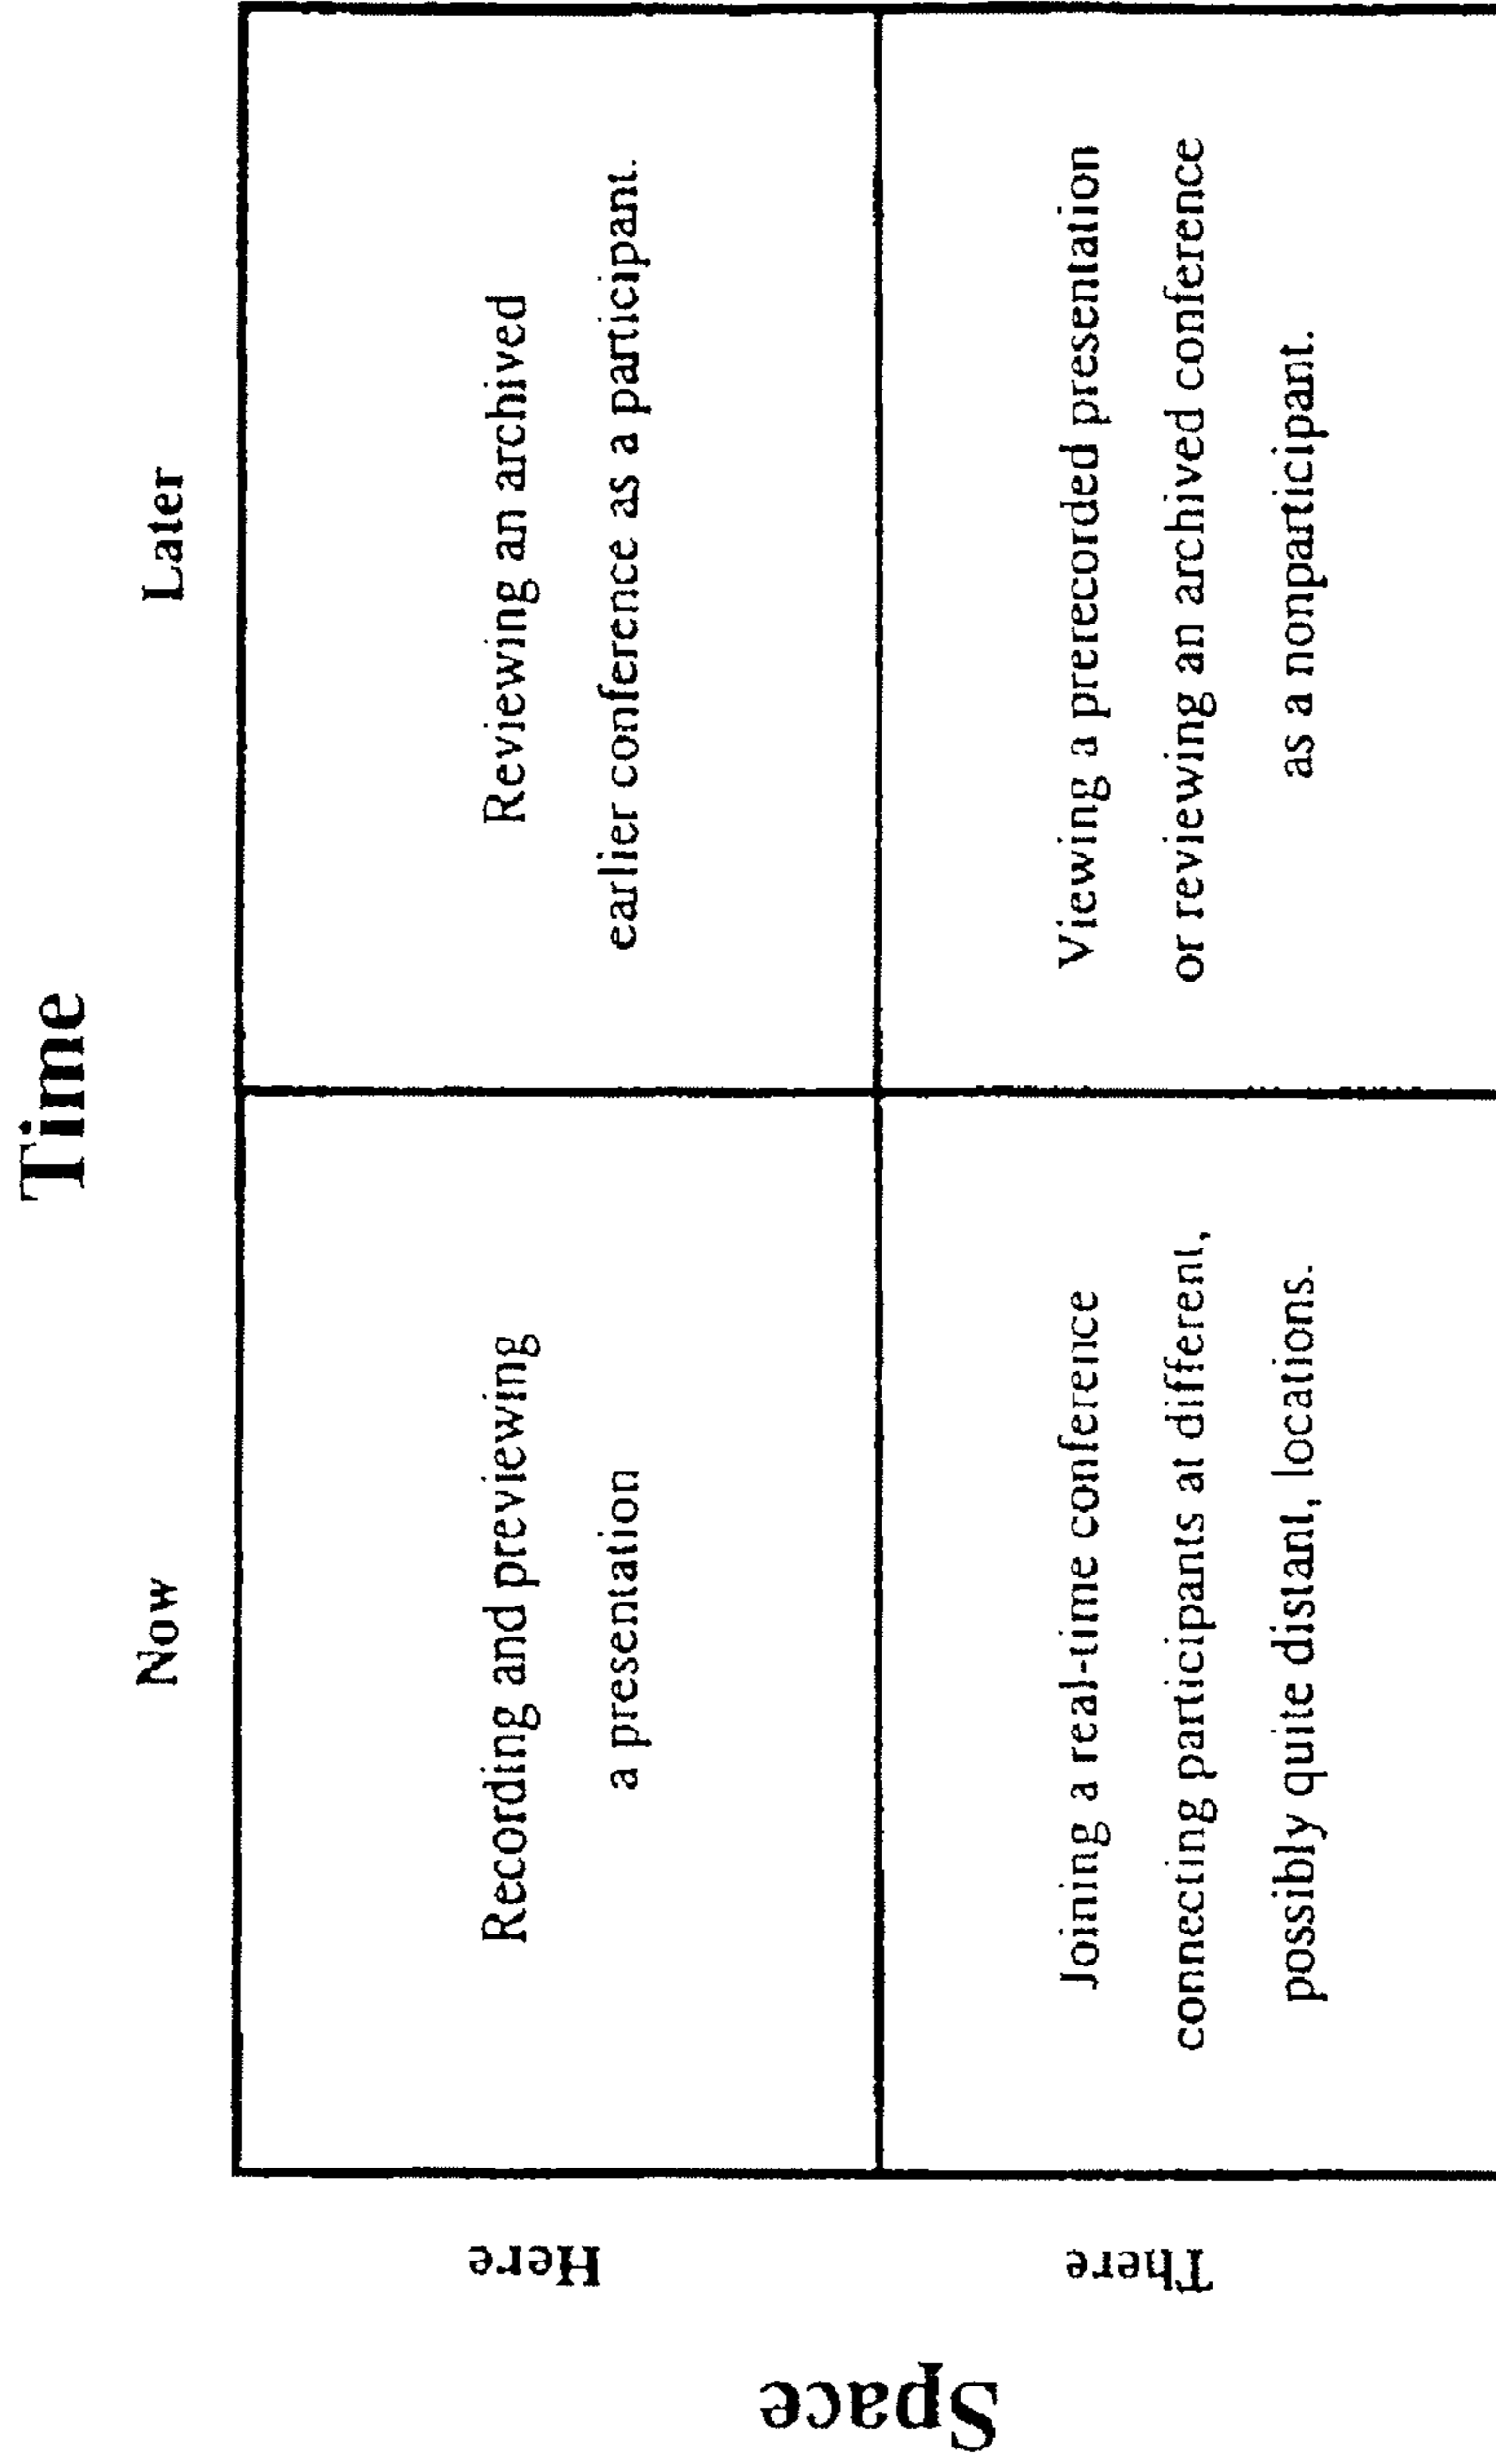 Time
Now
Later
Space
Here
Recording and previewing
a presentation
Reviewing an archived
earlier conference as a participant.
There
Joining a real-time conference
connecting participants at different,
possibly quite distant, locations.
Viewing a prerecorded presentation
or reviewing an archived conference
as a nonparticipant.